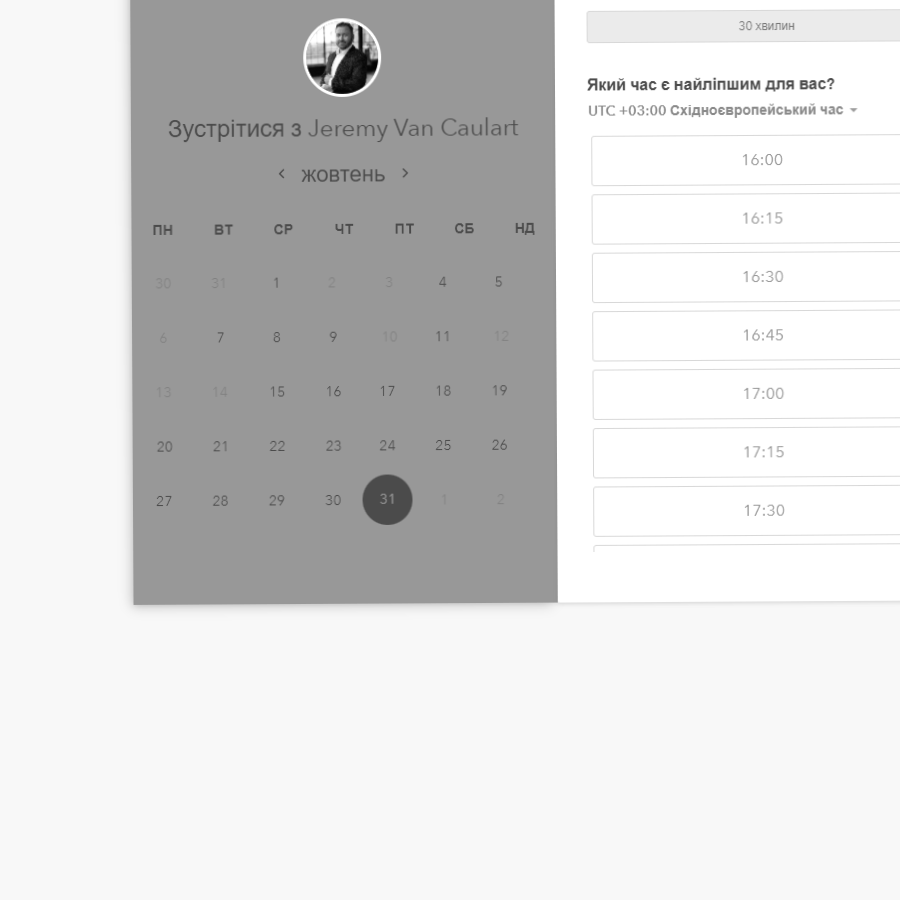 Зустрітися з Jeremy Van Caulart
‹ жовтень ›
ПН ВТ СР ЧТ ПТ СБ НД
30 31 1 2 3 4 5
6 7 8 9 10 11 12
13 14 15 16 17 18 19
20 21 22 23 24 25 26
27 28 29 30 31 1 2
30 хвилин
Який час є найліпшим для вас?
UTC +03:00 Східноєвропейський час
16:00
16:15
16:30
16:45
17:00
17:15
17:30